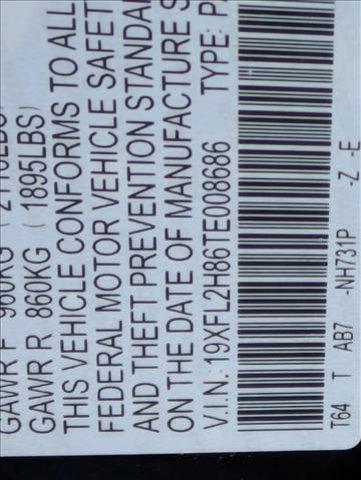 GAWR F 960KG
GAWR R 860KG (1895LBS)
THIS VEHICLE CONFORMS TO ALL
FEDERAL MOTOR VEHICLE SAFET
AND THEFT PREVENTION STANDA
ON THE DATE OF MANUFACTURE S
V.I.N.: 19XFL2H86TE008686 TYPE: P
T64 T AB7 -NH731P -Z -E